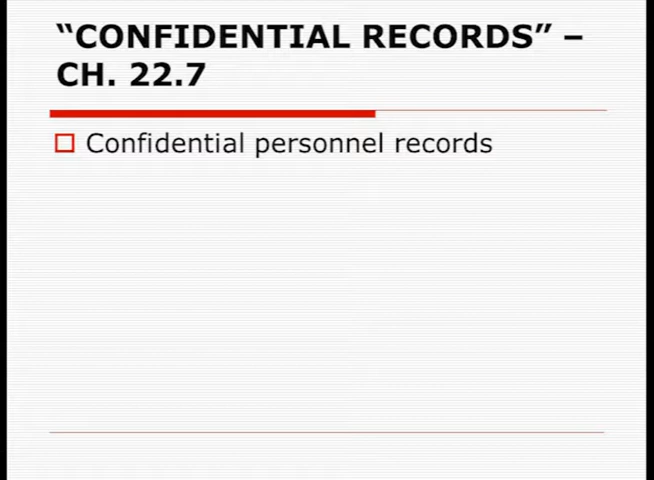 “CONFIDENTIAL RECORDS” –
CH. 22.7
Confidential personnel records